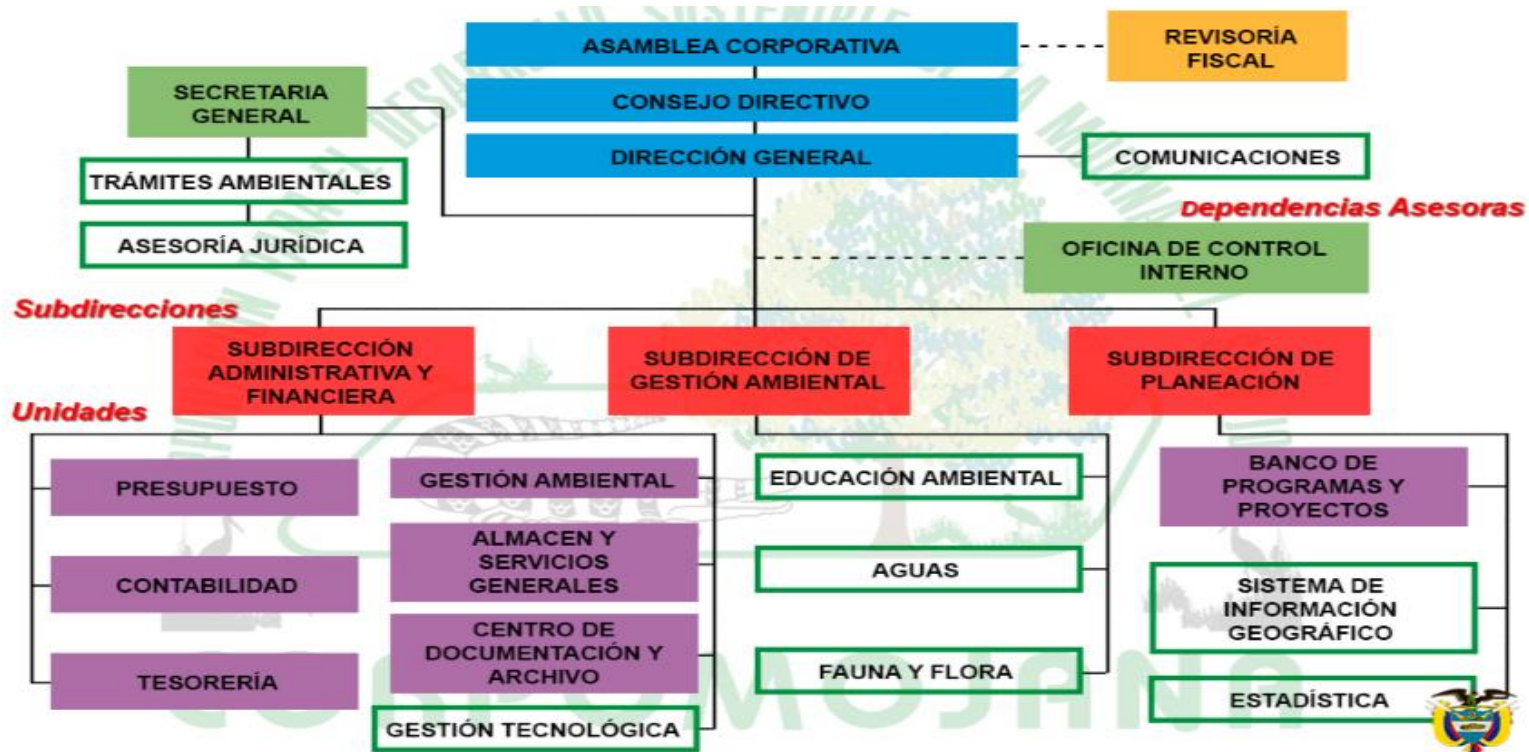 ASAMBLEA CORPORATIVA
REVISORÍA
FISCAL
SECRETARIA
GENERAL
CONSEJO DIRECTIVO
DIRECCIÓN GENERAL
COMUNICACIONES
TRÁMITES AMBIENTALES
ASESORÍA JURÍDICA
Dependencias Asesoras
OFICINA DE CONTROL
INTERNO
Subdirecciones
SUBDIRECCIÓN
ADMINISTRATIVA Y
FINANCIERA
SUBDIRECCIÓN DE
GESTIÓN AMBIENTAL
SUBDIRECCIÓN DE
PLANEACIÓN
Unidades
PRESUPUESTO
CONTABILIDAD
TESORERÍA
GESTIÓN AMBIENTAL
ALMACEN Y
SERVICIOS
GENERALES
CENTRO DE
DOCUMENTACIÓN Y
ARCHIVO
GESTIÓN TECNOLÓGICA
EDUCACIÓN AMBIENTAL
AGUAS
FAUNA Y FLORA
BANCO DE
PROGRAMAS Y
PROYECTOS
SISTEMA DE
INFORMACIÓN
GEOGRÁFICO
ESTADÍSTICA
CORPOMOJANA